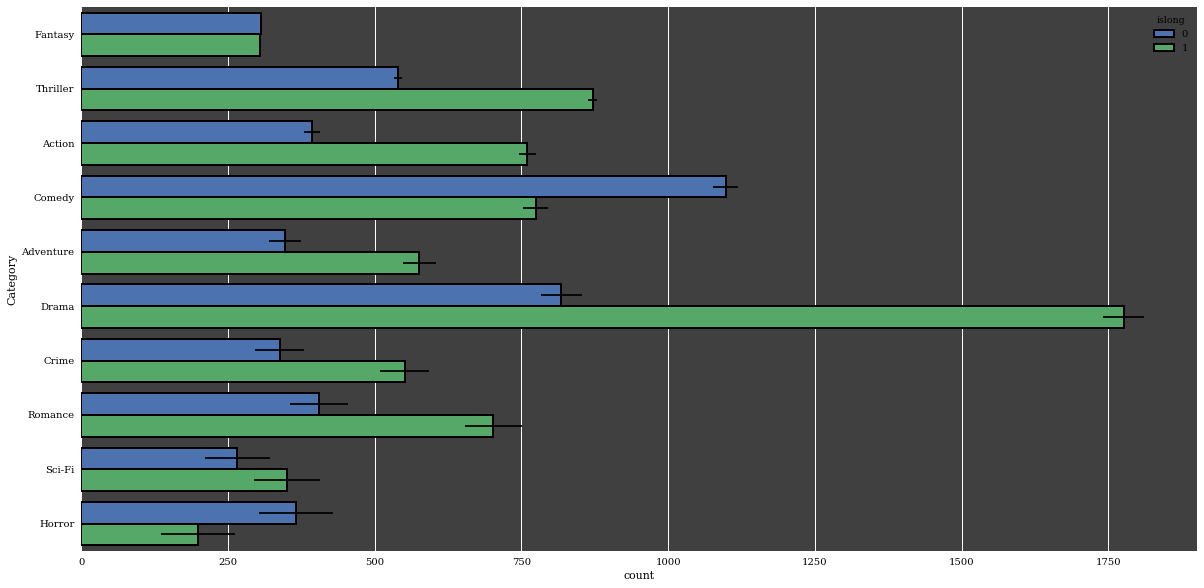 islong
0
1
Fantasy
Thriller
Action
Comedy
Adventure
Drama
Crime
Romance
Sci-Fi
Horror
Category
0 250 500 750 1000 1250 1500 1750
count